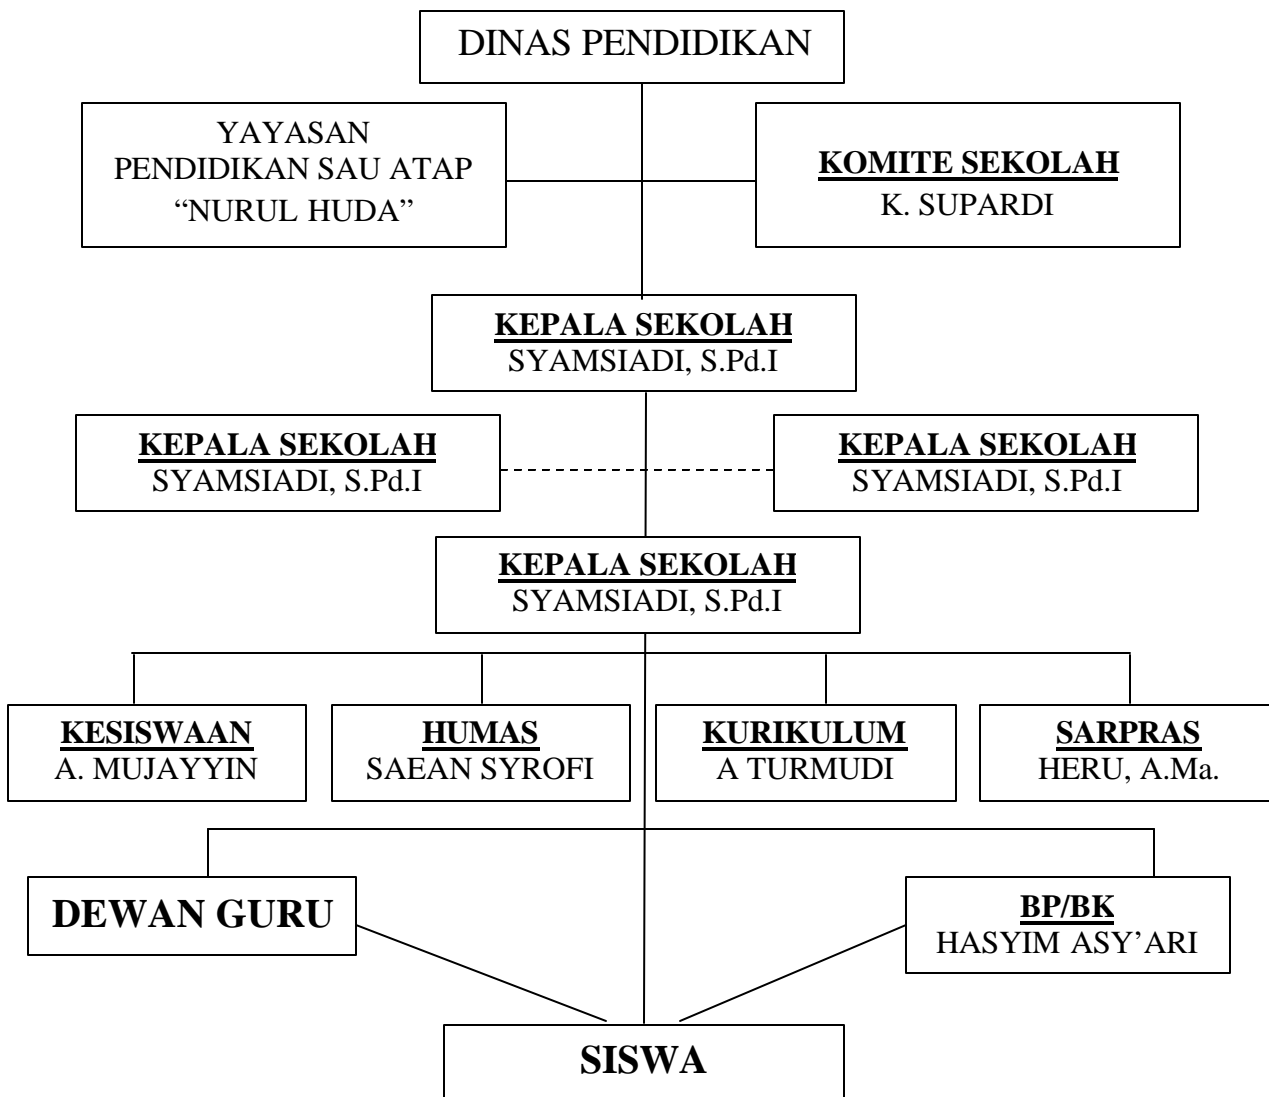 DINAS PENDIDIKAN
YAYASAN
PENDIDIKAN SAU ATAP
“NURUL HUDA”
KOMITE SEKOLAH
K. SUPARDI
KEPALA SEKOLAH
SYAMSIADI, S.Pd.I
KEPALA SEKOLAH
SYAMSIADI, S.Pd.I
KEPALA SEKOLAH
SYAMSIADI, S.Pd.I
KEPALA SEKOLAH
SYAMSIADI, S.Pd.I
KESISWAAN
A. MUJAYYIN
HUMAS
SAEAN SYROFI
KURIKULUM
A TURMUDI
SARPRAS
HERU, A.Ma.
DEWAN GURU
BP/BK
HASYIM ASY’ARI
SISWA